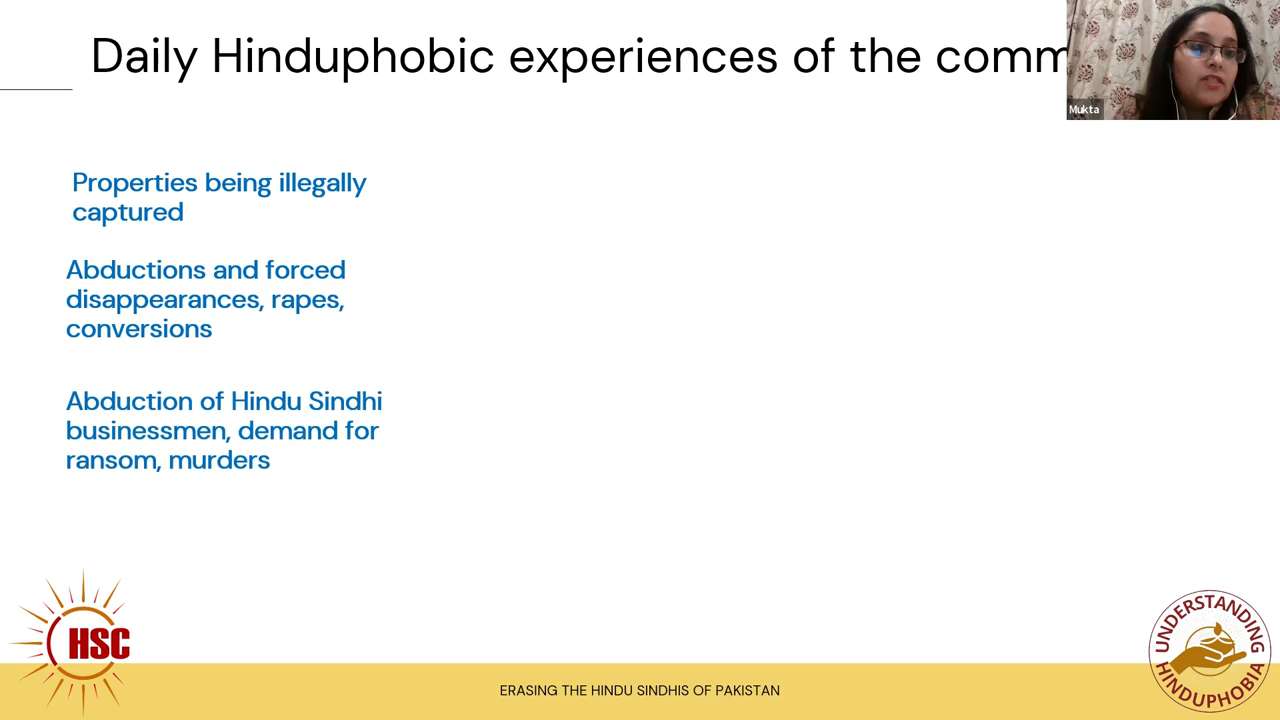 Daily Hinduphobic experiences of the comm
Mukta
Properties being illegally
captured
Abductions and forced
disappearances, rapes,
conversions
Abduction of Hindu Sindhi
businessmen, demand for
ransom, murders
HSC
UNDERSTANDING
HINDUPHOBIA
ERASING THE HINDU SINDHIS OF PAKISTAN